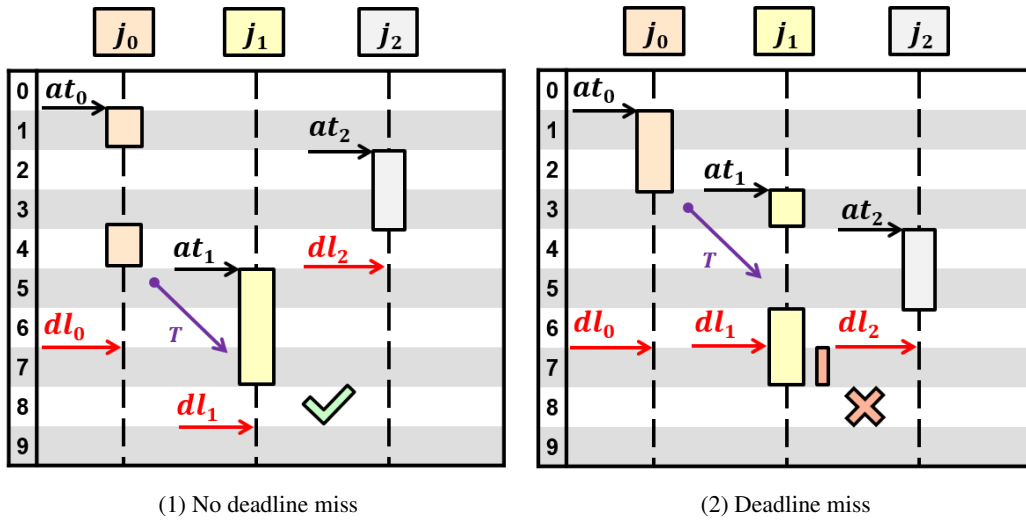 j0 j1 j2
0
1
2
3
4
5
6
7
8
9
at0
at2
at1
dl2
dl0
T
dl1
(1) No deadline miss
j0 j1 j2
0
1
2
3
4
5
6
7
8
9
at0
at1
at2
T
dl0 dl1 dl2
(2) Deadline miss